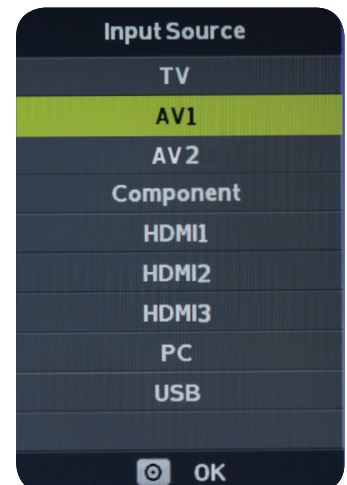 Input Source
TV
AV1
AV2
Component
HDMI1
HDMI2
HDMI3
PC
USB
OK